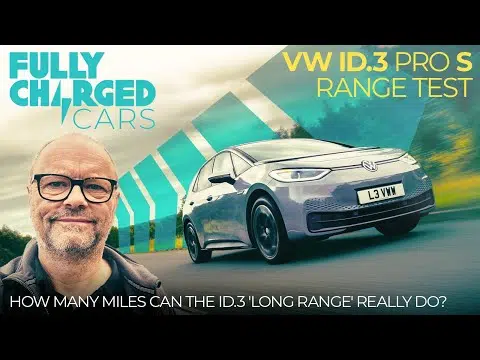 FULLY
CHARGED
CARS
VW ID.3 PRO S
RANGE TEST
L3 VWW
HOW MANY MILES CAN THE ID.3 'LONG RANGE' REALLY DO?